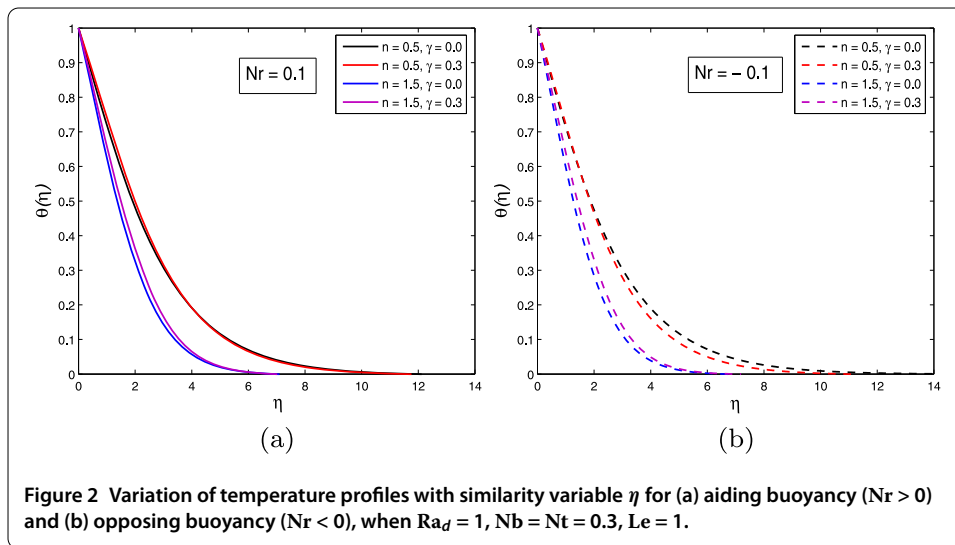 1
0.9
0.8
0.7
0.6
0.5
0.4
0.3
0.2
0.1
0
θ(η)
Nr = 0.1
n = 0.5, γ = 0.0
n = 0.5, γ = 0.3
n = 1.5, γ = 0.0
n = 1.5, γ = 0.3
0 2 4 6 8 10 12 14
η
(a)
1
0.9
0.8
0.7
0.6
0.5
0.4
0.3
0.2
0.1
0
θ(η)
Nr = − 0.1
n = 0.5, γ = 0.0
n = 0.5, γ = 0.3
n = 1.5, γ = 0.0
n = 1.5, γ = 0.3
0 2 4 6 8 10 12 14
η
(b)
Figure 2 Variation of temperature profiles with similarity variable η for (a) aiding buoyancy (Nr > 0)
and (b) opposing buoyancy (Nr < 0), when Ra_d = 1, Nb = Nt = 0.3, Le = 1.